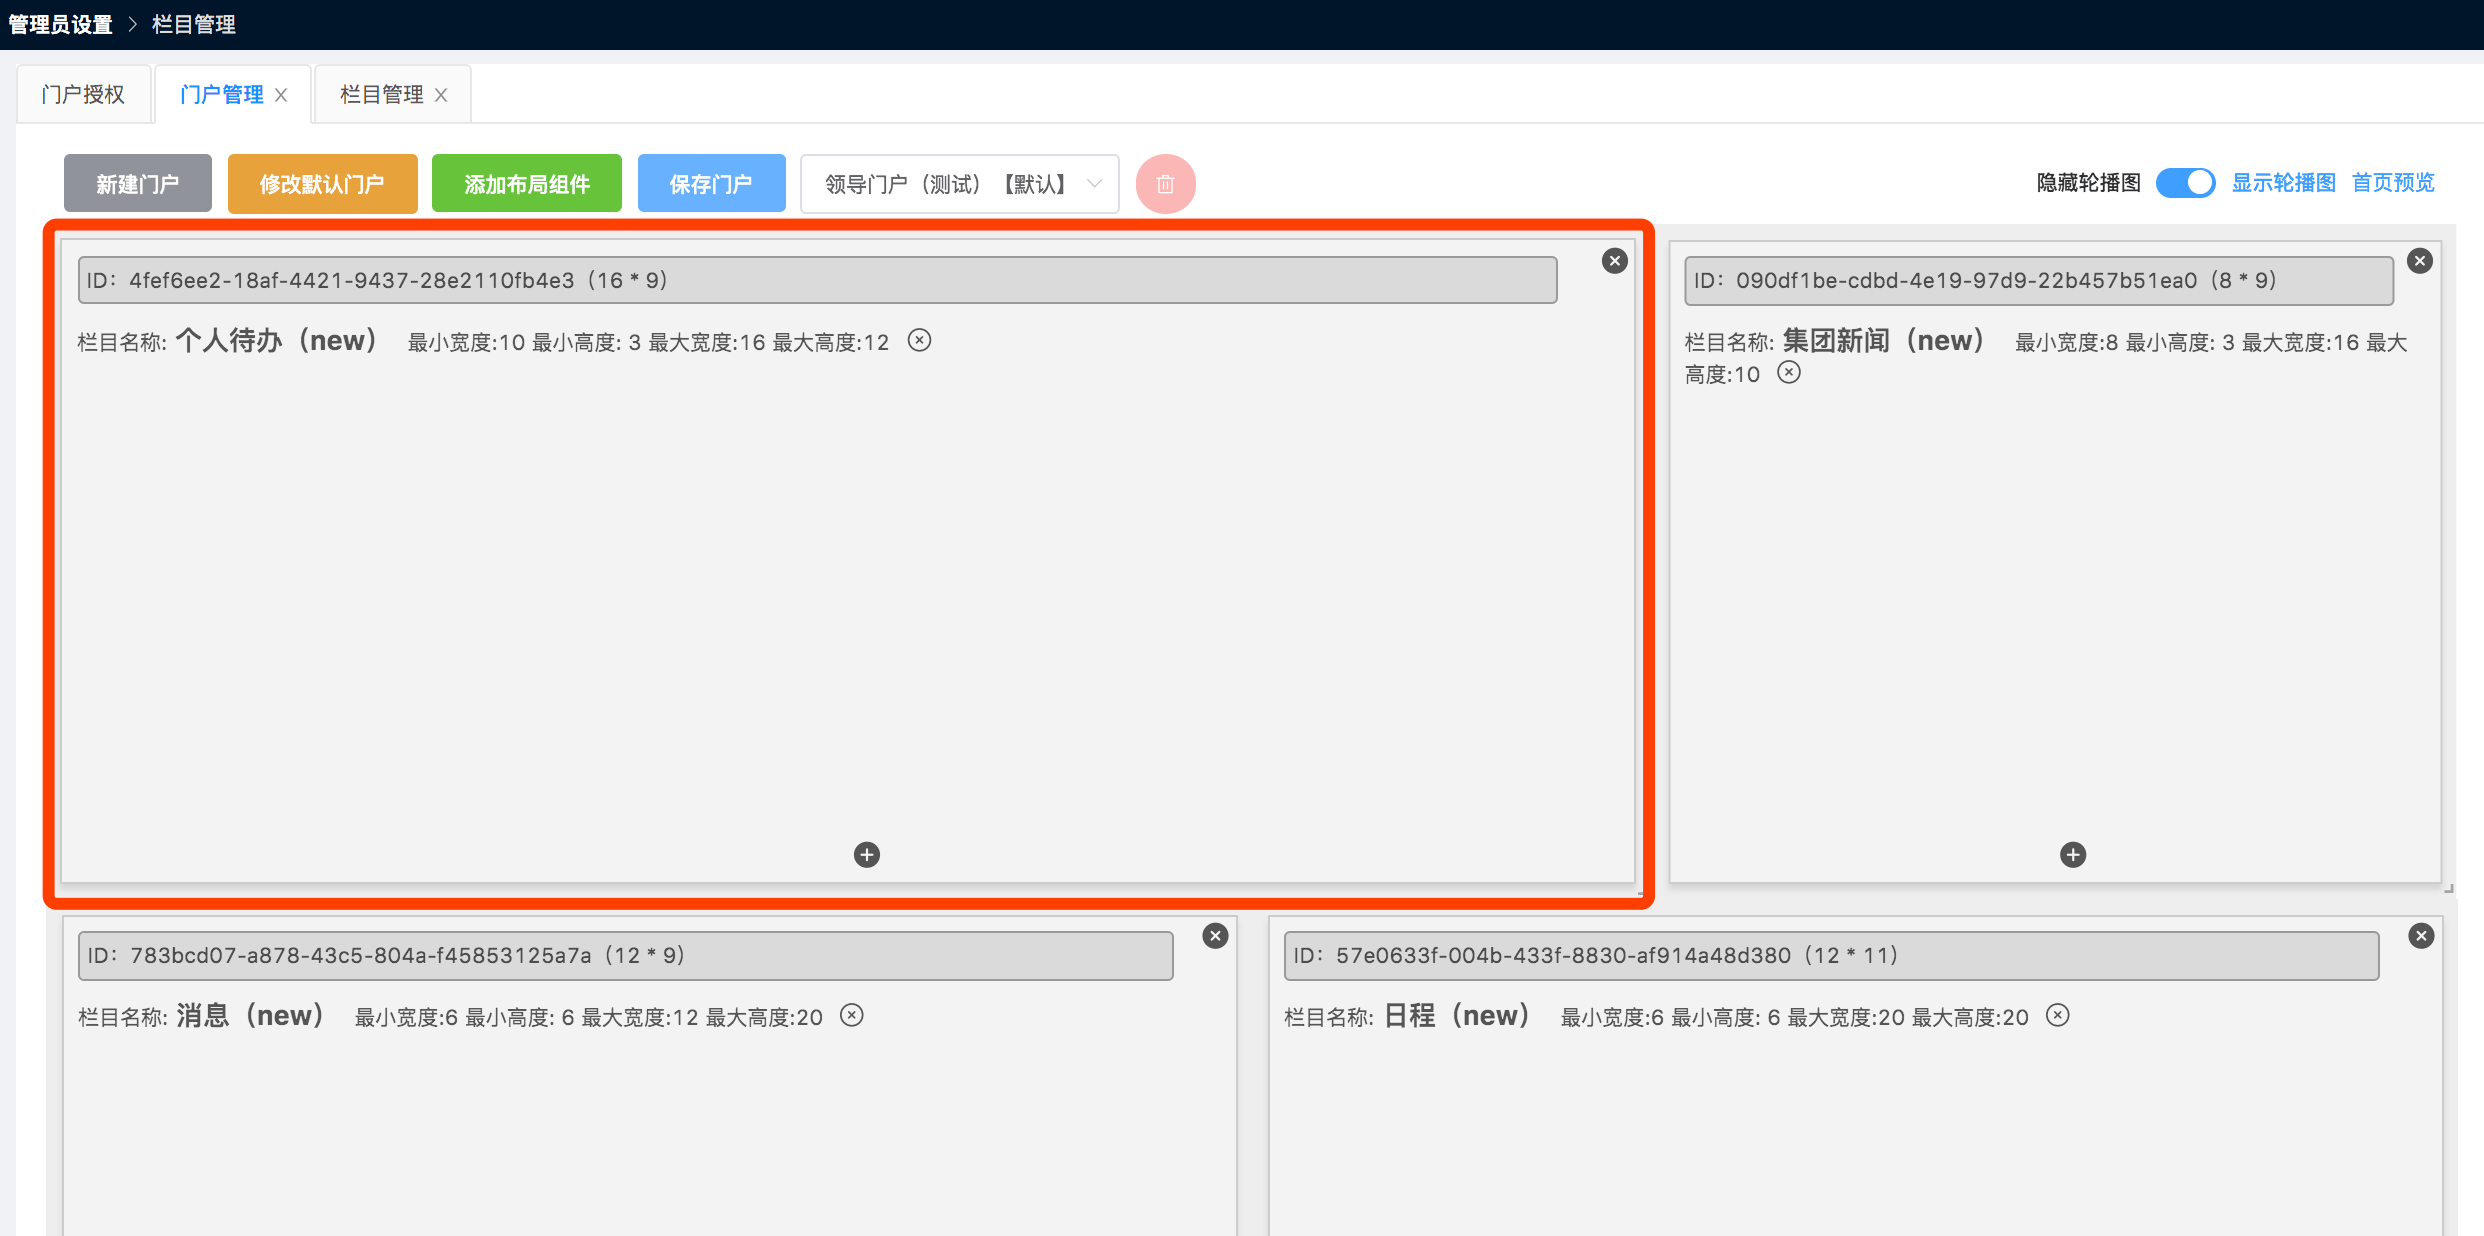 管理员设置 > 栏目管理
门户授权 门户管理 X 栏目管理 X
新建门户 修改默认门户 添加布局组件 保存门户 领导门户（测试）【默认】 隐藏轮播图 显示轮播图 首页预览
ID：4fef6ee2-18af-4421-9437-28e2110fb4e3（16 * 9）
栏目名称: 个人待办（new） 最小宽度:10 最小高度: 3 最大宽度:16 最大高度:12
ID：090df1be-cdbd-4e19-97d9-22b457b51ea0（8 * 9）
栏目名称: 集团新闻（new） 最小宽度:8 最小高度: 3 最大宽度:16 最大
高度:10
ID：783bcd07-a878-43c5-804a-f45853125a7a（12 * 9）
栏目名称: 消息（new） 最小宽度:6 最小高度: 6 最大宽度:12 最大高度:20
ID：57e0633f-004b-433f-8830-af914a48d380（12 * 11）
栏目名称: 日程（new） 最小宽度:6 最小高度: 6 最大宽度:20 最大高度:20